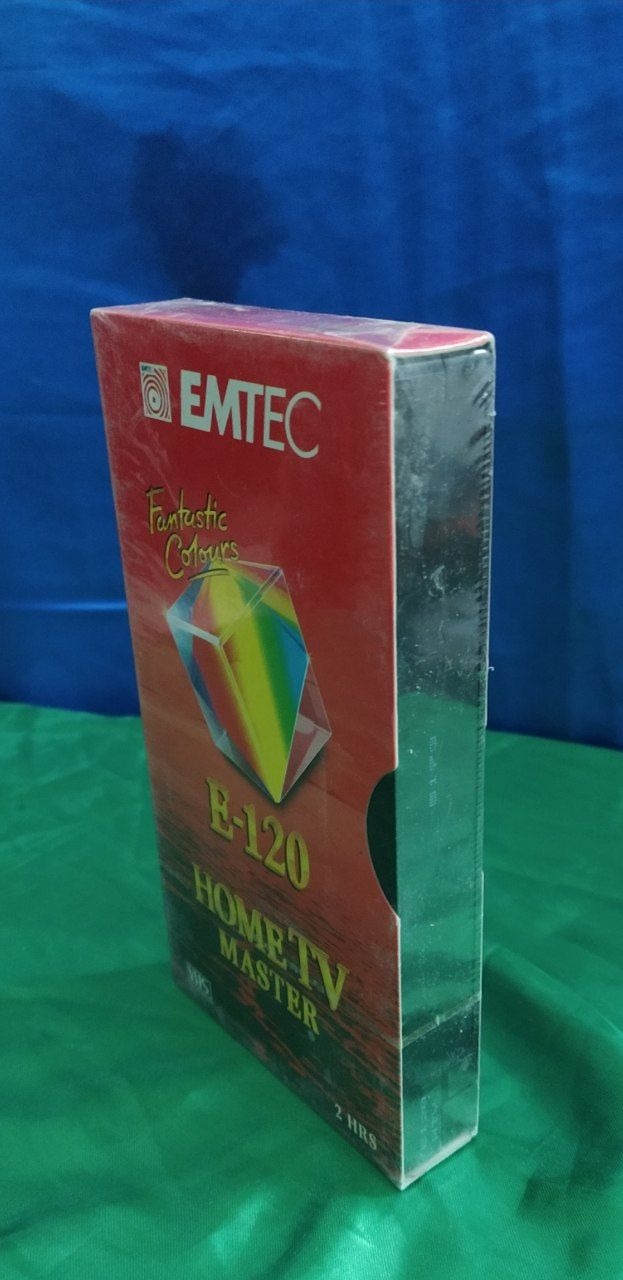 EMTEC
Fantastic
Colours
E-120
HOME TV
MASTER
VHS
2 HRS